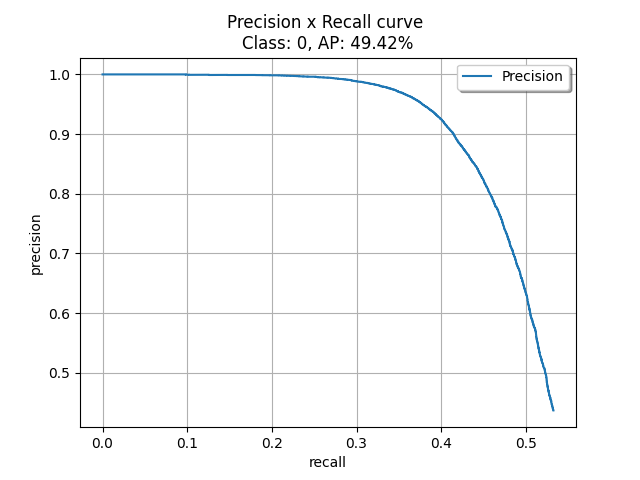 Precision x Recall curve
Class: 0, AP: 49.42%
Precision
1.0
0.9
0.8
0.7
0.6
0.5
precision
0.0 0.1 0.2 0.3 0.4 0.5
recall